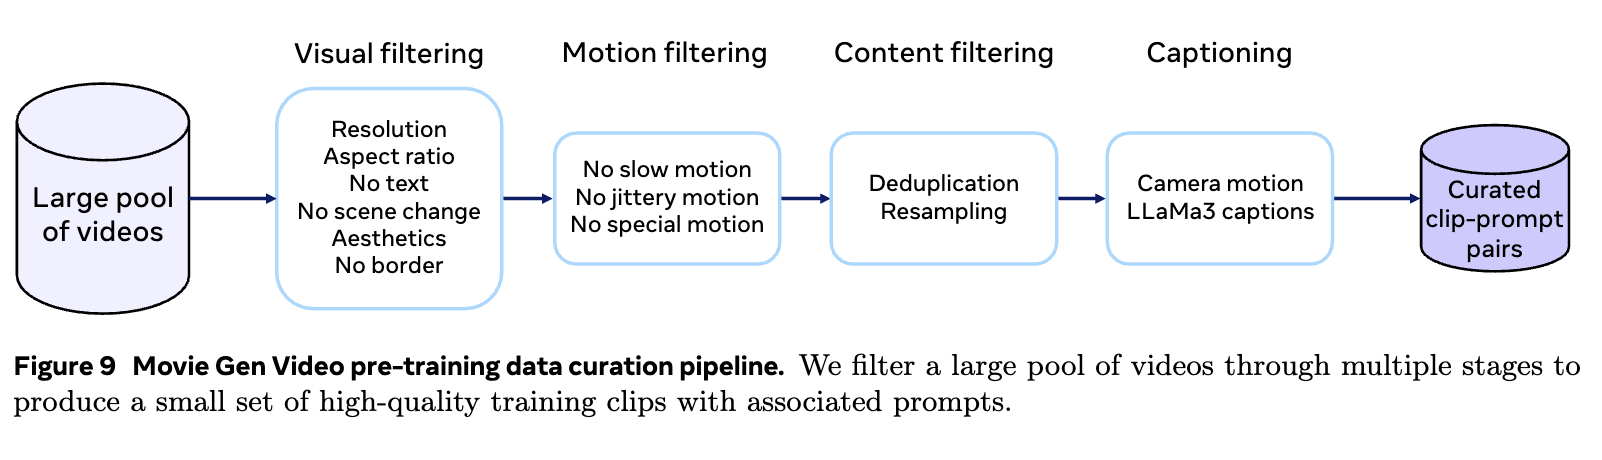 Visual filtering
Motion filtering
Content filtering
Captioning
Large pool
of videos
Resolution
Aspect ratio
No text
No scene change
Aesthetics
No border
No slow motion
No jittery motion
No special motion
Deduplication
Resampling
Camera motion
LLaMa3 captions
Curated
clip-prompt
pairs
Figure 9 Movie Gen Video pre-training data curation pipeline. We filter a large pool of videos through multiple stages to
produce a small set of high-quality training clips with associated prompts.